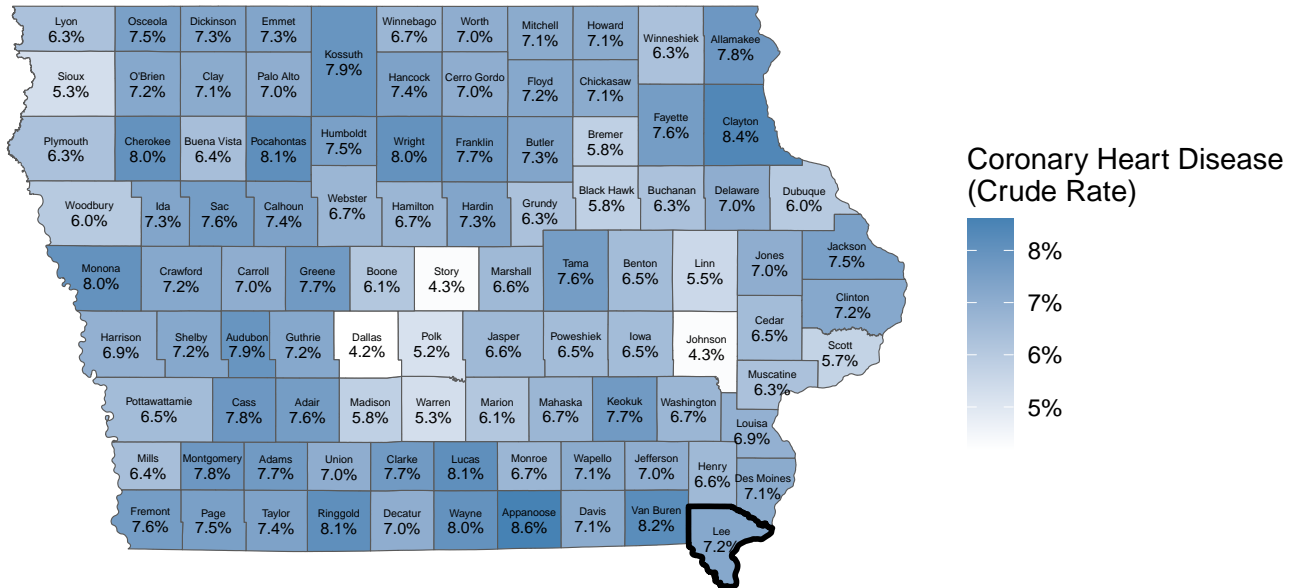 Lyon
6.3%
Osceola
7.5%
Dickinson
7.3%
Emmet
7.3%
Kossuth
7.9%
Winnebago
6.7%
Worth
7.0%
Mitchell
7.1%
Howard
7.1%
Winneshiek
6.3%
Allamakee
7.8%
Sioux
5.3%
O'Brien
7.2%
Clay
7.1%
Palo Alto
7.0%
Hancock
7.4%
Cerro Gordo
7.0%
Floyd
7.2%
Chickasaw
7.1%
Fayette
7.6%
Clayton
8.4%
Plymouth
6.3%
Cherokee
8.0%
Buena Vista
6.4%
Pocahontas
8.1%
Humboldt
7.5%
Wright
8.0%
Franklin
7.7%
Butler
7.3%
Bremer
5.8%
Woodbury
6.0%
Ida
7.3%
Sac
7.6%
Calhoun
7.4%
Webster
6.7%
Hamilton
6.7%
Hardin
7.3%
Grundy
6.3%
Black Hawk
5.8%
Buchanan
6.3%
Delaware
7.0%
Dubuque
6.0%
Monona
8.0%
Crawford
7.2%
Carroll
7.0%
Greene
7.7%
Boone
6.1%
Story
4.3%
Marshall
6.6%
Tama
7.6%
Benton
6.5%
Linn
5.5%
Jones
7.0%
Jackson
7.5%
Clinton
7.2%
Harrison
6.9%
Shelby
7.2%
Audubon
7.9%
Guthrie
7.2%
Dallas
4.2%
Polk
5.2%
Jasper
6.6%
Poweshiek
6.5%
Iowa
6.5%
Johnson
4.3%
Cedar
6.5%
Scott
5.7%
Muscatine
6.3%
Pottawattamie
6.5%
Cass
7.8%
Adair
7.6%
Madison
5.8%
Warren
5.3%
Marion
6.1%
Mahaska
6.7%
Keokuk
7.7%
Washington
6.7%
Louisa
6.9%
Mills
6.4%
Montgomery
7.8%
Adams
7.7%
Union
7.0%
Clarke
7.7%
Lucas
8.1%
Monroe
6.7%
Wapello
7.1%
Jefferson
7.0%
Henry
6.6%
Des Moines
7.1%
Fremont
7.6%
Page
7.5%
Taylor
7.4%
Ringgold
8.1%
Decatur
7.0%
Wayne
8.0%
Appanoose
8.6%
Davis
7.1%
Van Buren
8.2%
Lee
7.2%
Coronary Heart Disease
(Crude Rate)
8%
7%
6%
5%